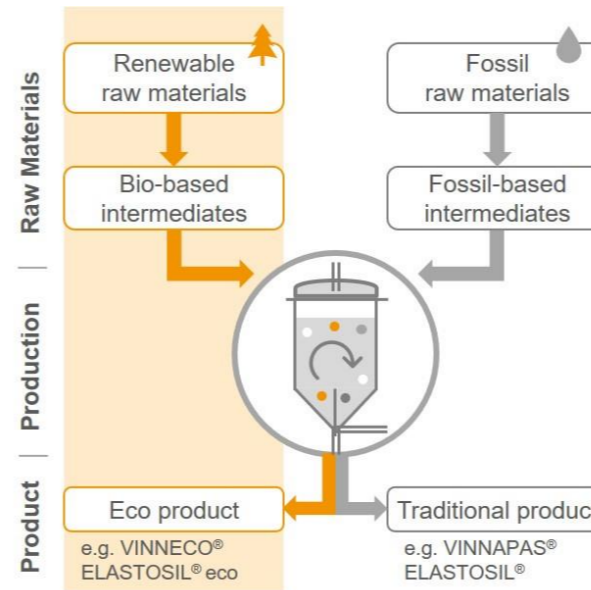 Raw Materials
Renewable
raw materials
Fossil
raw materials
Bio-based
intermediates
Fossil-based
intermediates
Production
Product
Eco product
e.g. VINNECO®
ELASTOSIL® eco
Traditional product
e.g. VINNAPAS®
ELASTOSIL®